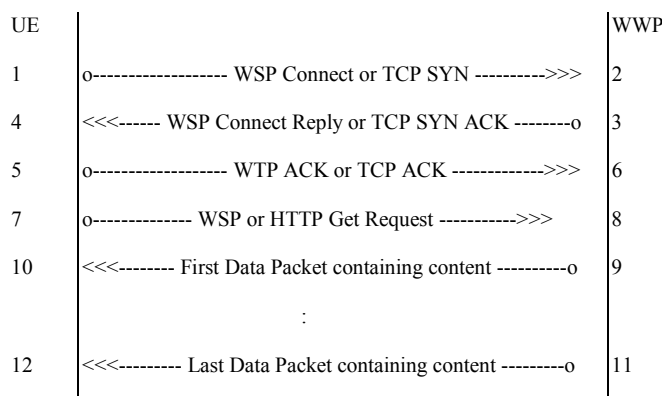 UE WWP
1 o------------------- WSP Connect or TCP SYN ---------->>> 2
4 <<<------ WSP Connect Reply or TCP SYN ACK --------o 3
5 o------------------- WTP ACK or TCP ACK ------------->>> 6
7 o-------------- WSP or HTTP Get Request ----------->>> 8
10 <<<-------- First Data Packet containing content ----------o 9
:
12 <<<--------- Last Data Packet containing content ---------o 11